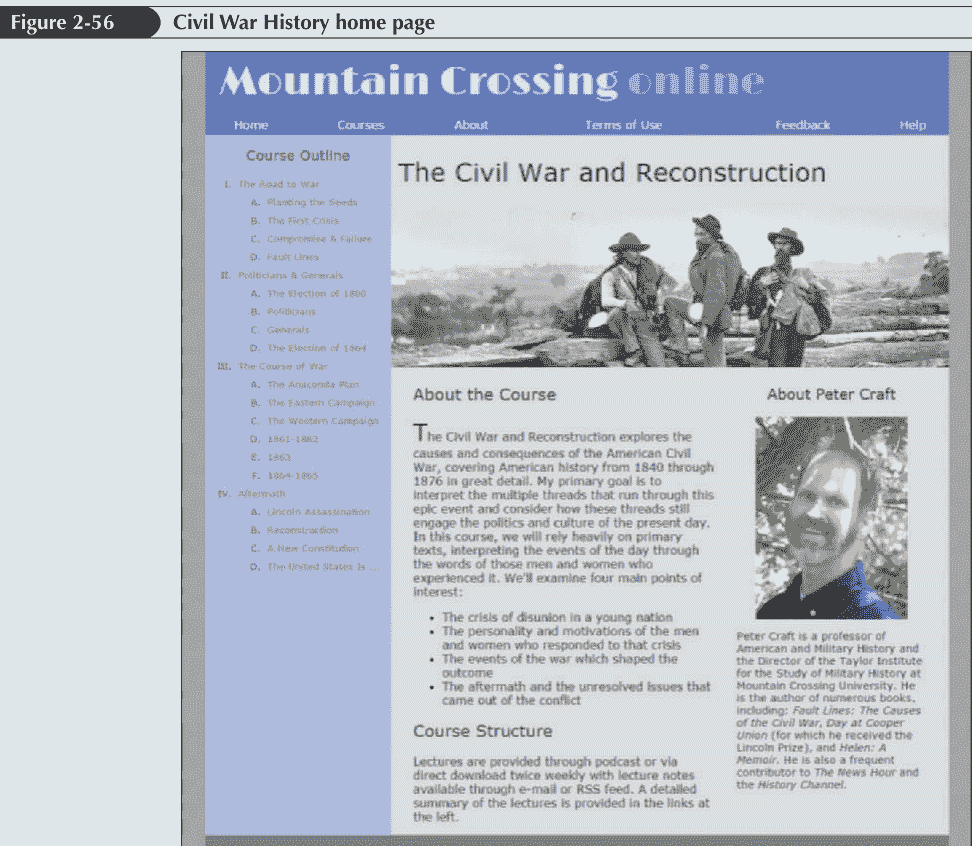 Figure 2-56 Civil War History home page
Mountain Crossing online
Home Courses About Terms of Use Feedback Help
Course Outline
I. The Road to War
A. Planting the Seeds
B. The First Crisis
C. Compromise & Failure
D. Fault Lines
II. Politicians & Generals
A. The Election of 1860
B. Politicians
C. Generals
D. The Election of 1864
III. The Course of War
A. The Anaconda Plan
B. The Eastern Campaign
C. The Western Campaign
D. 1861-1862
E. 1863
F. 1864-1865
IV. Aftermath
A. Lincoln Assassination
B. Reconstruction
C. A New Constitution
D. The United States is ...
The Civil War and Reconstruction
About the Course
The Civil War and Reconstruction explores the
causes and consequences of the American Civil
War, covering American history from 1840 through
1876 in great detail. My primary goal is to
interpret the multiple threads that run through this
epic event and consider how these threads still
engage the politics and culture of the present day.
In this course, we will rely heavily on primary
texts, interpreting the events of the day through
the words of those men and women who
experienced it. We'll examine four main points of
interest:
• The crisis of disunion in a young nation
• The personality and motivations of the men
and women who responded to that crisis
• The events of the war which shaped the
outcome
• The aftermath and the unresolved issues that
came out of the conflict
Course Structure
Lectures are provided through podcast or via
direct download twice weekly with lecture notes
available through e-mail or RSS feed. A detailed
summary of the lectures is provided in the links at
the left.
About Peter Craft
Peter Craft is a professor of
American and Military History and
the Director of the Taylor Institute
for the Study of Military History at
Mountain Crossing University. He
is the author of numerous books,
including: Fault Lines: The Causes
of the Civil War, Day at Cooper
Union (for which he received the
Lincoln Prize), and Helen: A
Memoir. He is also a frequent
contributor to The News Hour and
the History Channel.